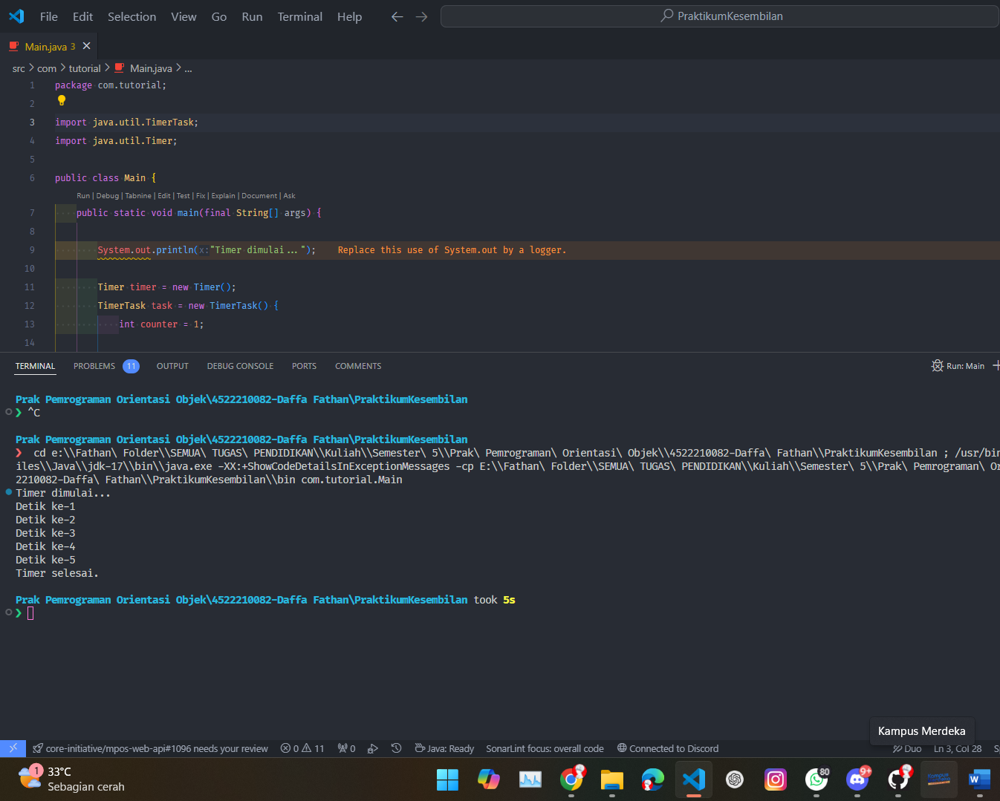 File Edit Selection View Go Run Terminal Help
PraktikumKesembilan
Main.java 3
src > com > tutorial > Main.java > ...
1 package com.tutorial;
2
3 import java.util.TimerTask;
4 import java.util.Timer;
5
6 public class Main {
Run | Debug | Tabnine | Edit | Test | Fix | Explain | Document | Ask
7 public static void main(final String[] args) {
8
9 System.out.println(x:"Timer dimulai..."); Replace this use of System.out by a logger.
10
11 Timer timer = new Timer();
12 TimerTask task = new TimerTask() {
13 int counter = 1;
14
TERMINAL PROBLEMS 11 OUTPUT DEBUG CONSOLE PORTS COMMENTS
Run: Main
Prak Pemrograman Orientasi Objek\4522210082-Daffa Fathan\PraktikumKesembilan
❯ ^C
Prak Pemrograman Orientasi Objek\4522210082-Daffa Fathan\PraktikumKesembilan
❯ cd e:\\Fathan\ Folder\\SEMUA\ TUGAS\ PENDIDIKAN\\Kuliah\\Semester\ 5\\Prak\ Pemrograman\ Orientasi\ Objek\\4522210082-Daffa\ Fathan\\PraktikumKesembilan ; /usr/bin
iles\\Java\\jdk-17\\bin\\java.exe -XX:+ShowCodeDetailsInExceptionMessages -cp E:\\Fathan\ Folder\\SEMUA\ TUGAS\ PENDIDIKAN\\Kuliah\\Semester\ 5\\Prak\ Pemrograman\ Or
2210082-Daffa\ Fathan\\PraktikumKesembilan\\bin com.tutorial.Main
Timer dimulai...
Detik ke-1
Detik ke-2
Detik ke-3
Detik ke-4
Detik ke-5
Timer selesai.
Prak Pemrograman Orientasi Objek\4522210082-Daffa Fathan\PraktikumKesembilan took 5s
❯
Kampus Merdeka
core-initiative/mpos-web-api#1096 needs your review 0 11 0 Java: Ready SonarLint focus: overall code Connected to Discord Duo Ln 3, Col 28 Sp
1 33°C
Sebagian cerah
80 9+